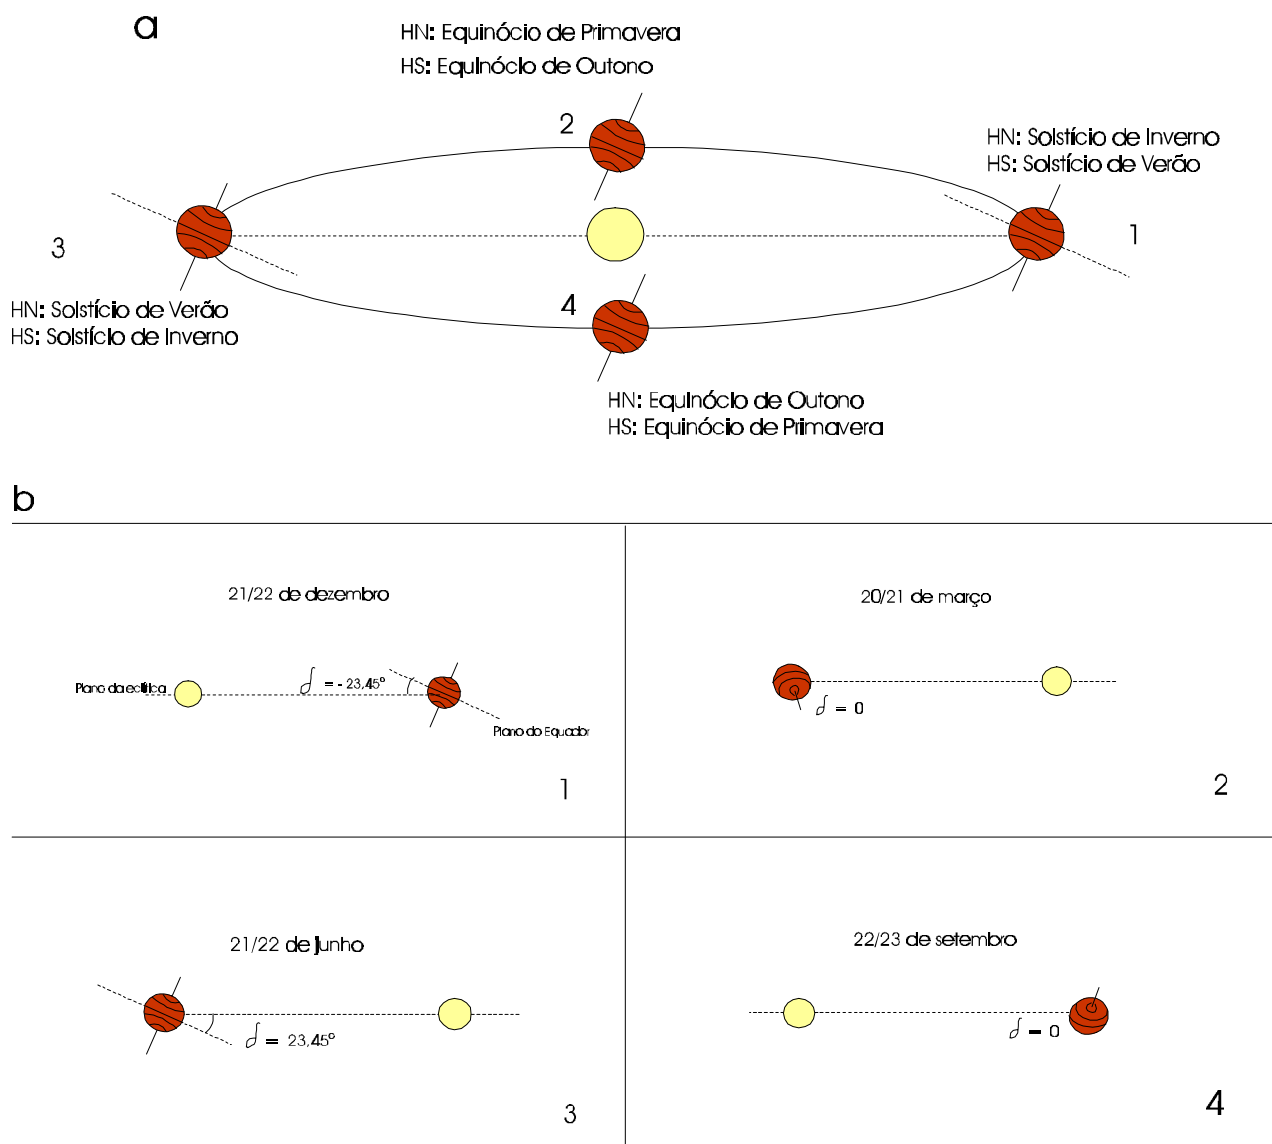 a
HN: Equinócio de Primavera
HS: Equinócio de Outono
2
HN: Solstício de Inverno
HS: Solstício de Verão
1
3
HN: Solstício de Verão
HS: Solstício de Inverno
4
HN: Equinócio de Outono
HS: Equinócio de Primavera
b
21/22 de dezembro
Plano da eclítica
δ = - 23,45º
Plano do Equador
1
20/21 de março
δ = 0
2
21/22 de junho
δ = 23,45º
3
22/23 de setembro
δ = 0
4